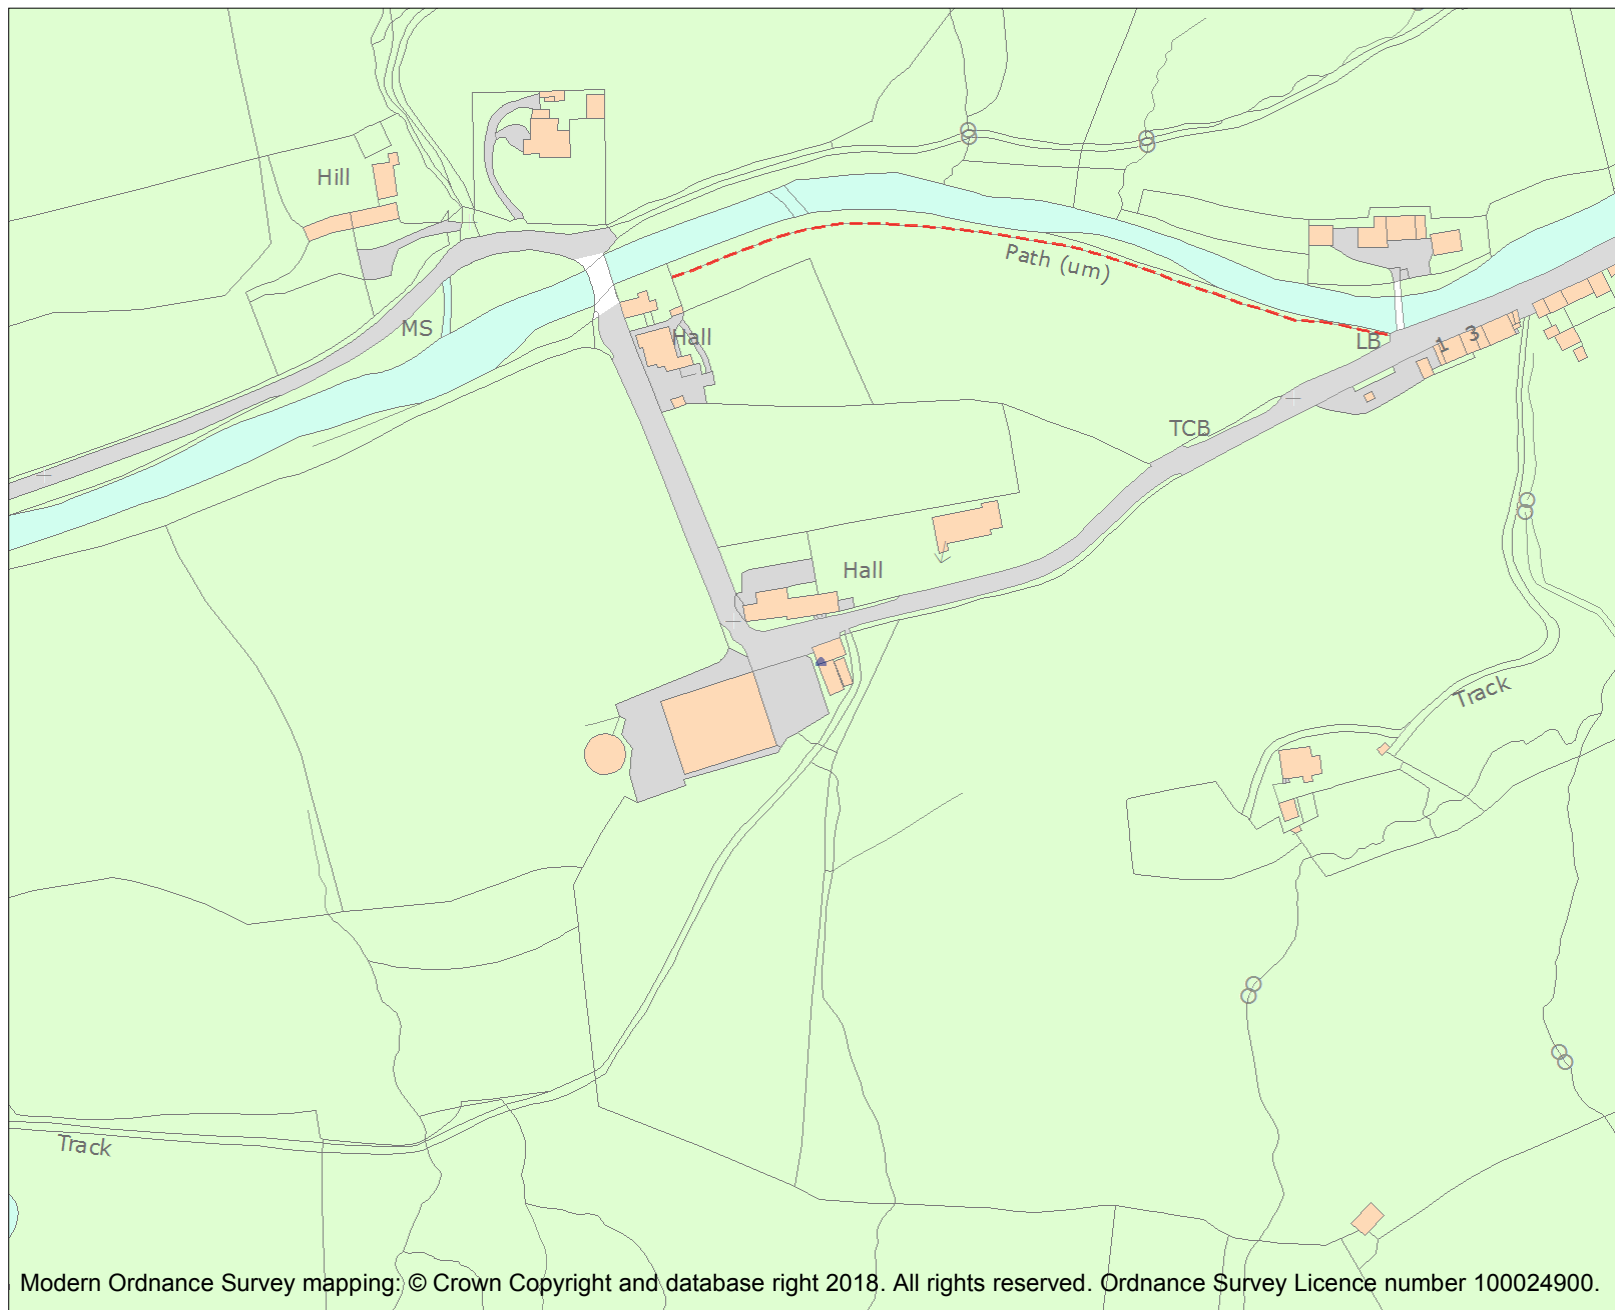 Hill
Path (um)
MS
Hall
LB
1
3
TCB
Hall
Track
Track
Modern Ordnance Survey mapping: © Crown Copyright and database right 2018. All rights reserved. Ordnance Survey Licence number 100024900.